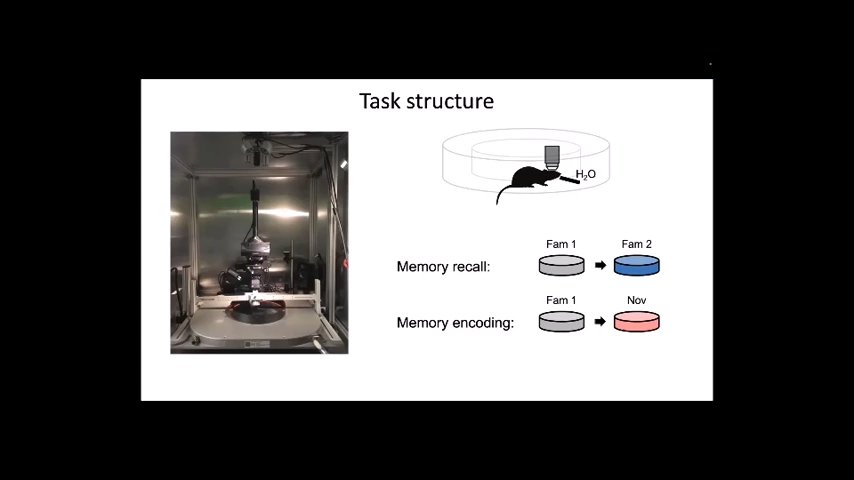 Task structure
H₂O
Fam 1
Fam 2
Memory recall:
Fam 1
Nov
Memory encoding: